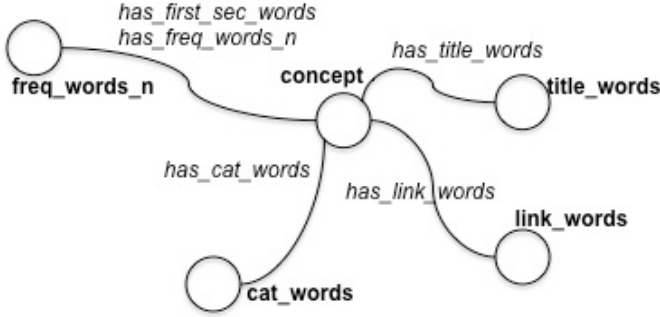 has_first_sec_words
has_freq_words_n
has_title_words
concept
freq_words_n
title_words
has_cat_words
has_link_words
link_words
cat_words